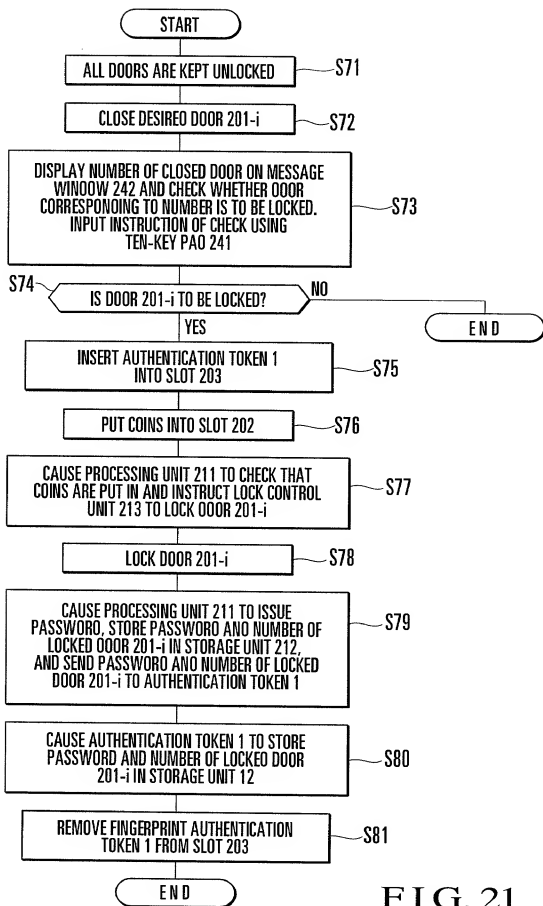 START
ALL DOORS ARE KEPT UNLOCKED
S71
CLOSE DESIREO DOOR 201-i
S72
DISPLAY NUMBER OF CLOSED DOOR ON MESSAGE
WINOOW 242 AND CHECK WHETHER OOOR
CORRESPONOING TO NUMBER IS TO BE LOCKED.
INPUT INSTRUCTION OF CHECK USING
TEN-KEY PAO 241
S73
S74
IS DOOR 201-i TO BE LOCKED?
NO
YES
END
INSERT AUTHENTICATION TOKEN 1
INTO SLOT 203
S75
PUT COINS INTO SLOT 202
S76
CAUSE PROCESSING UNIT 211 TO CHECK THAT
COINS ARE PUT IN AND INSTRUCT LOCK CONTROL
UNIT 213 TO LOCK OOOR 201-i
S77
LOCK DOOR 201-i
S78
CAUSE PROCESSING UNIT 211 TO ISSUE
PASSWORO, STORE PASSWORO ANO NUMBER OF
LOCKED OOOR 201-i IN STORAGE UNIT 212,
AND SEND PASSWORO ANO NUMBER OF LOCKED
DOOR 201-i TO AUTHENTICATION TOKEN 1
S79
CAUSE AUTHENTICATION TOKEN 1 TO STORE
PASSWORD AND NUMBER OF LOCKEO DOOR
201-i IN STORAGE UNIT 12
S80
REMOVE FINGERPRINT AUTHENTICATION
TOKEN 1 FROM SLOT 203
S81
END
FIG. 21